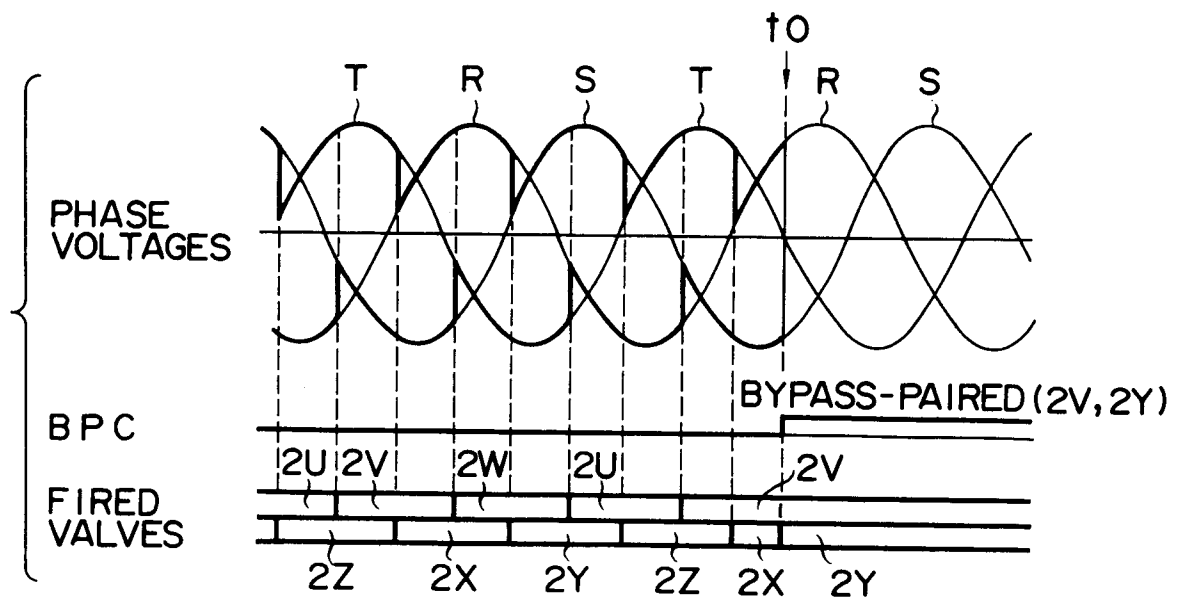 to
T R S T R S
PHASE
VOLTAGES
BYPASS-PAIRED (2V, 2Y)
BPC
2U 2V 2W 2U 2V
FIRED
VALVES
2Z 2X 2Y 2Z 2X 2Y